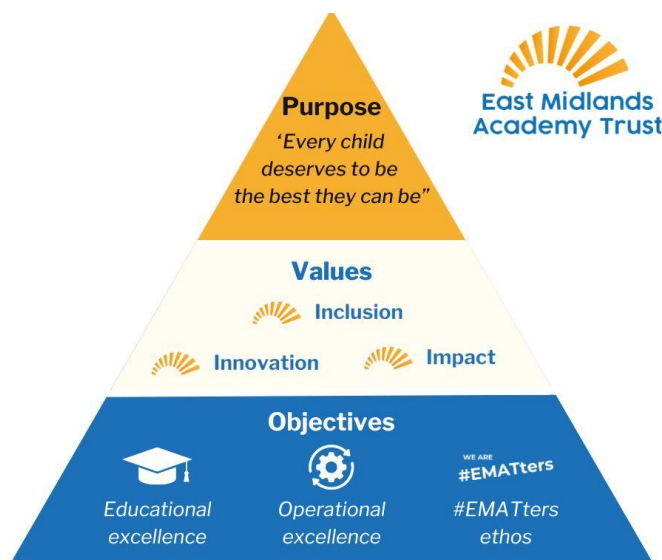 East Midlands
Academy Trust
Purpose
‘Every child
deserves to be
the best they can be”
Values
Inclusion
Innovation
Impact
Objectives
WE ARE
#EMATters
Educational
excellence
Operational
excellence
#EMATters
ethos